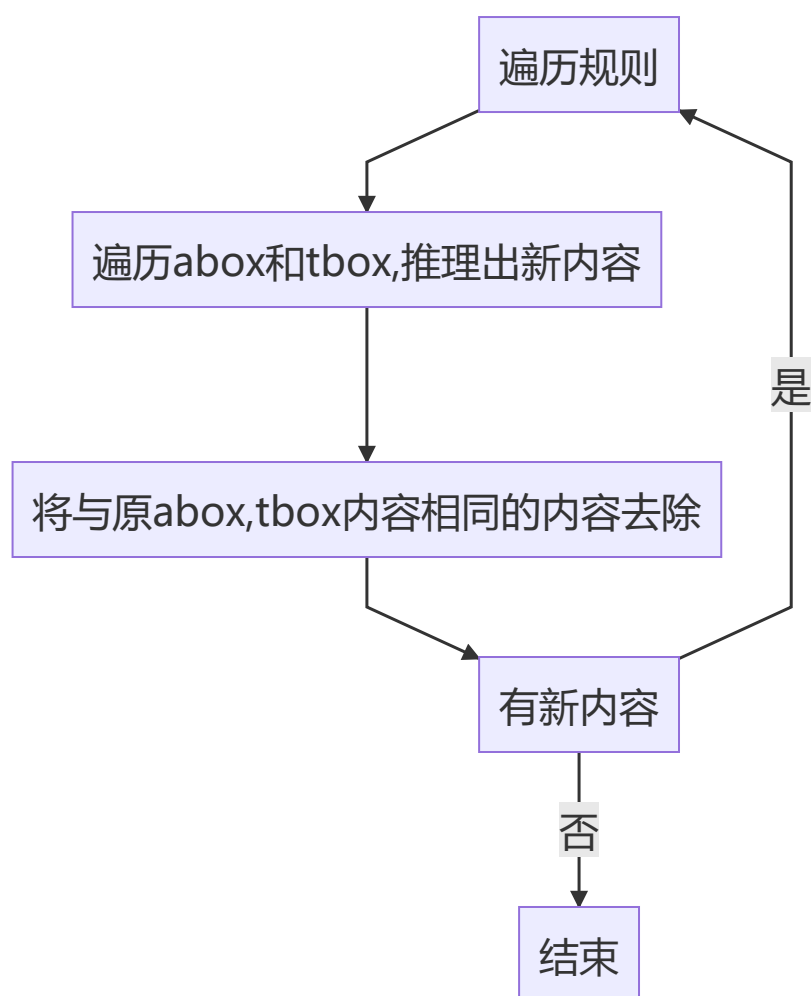 遍历规则
遍历abox和tbox,推理出新内容
是
将与原abox,tbox内容相同的内容去除
有新内容
否
结束